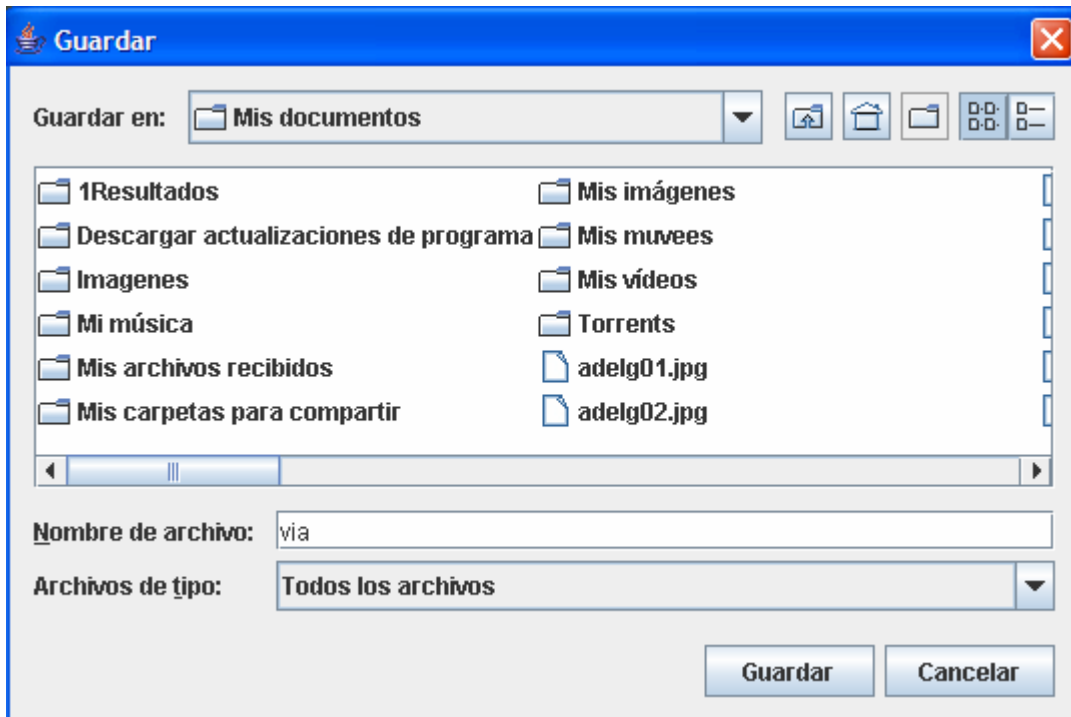 Guardar
Guardar en: Mis documentos
1Resultados
Descargar actualizaciones de programa
Imagenes
Mi música
Mis archivos recibidos
Mis carpetas para compartir
Mis imágenes
Mis muvees
Mis vídeos
Torrents
adelg01.jpg
adelg02.jpg
Nombre de archivo: via
Archivos de tipo: Todos los archivos
Guardar Cancelar